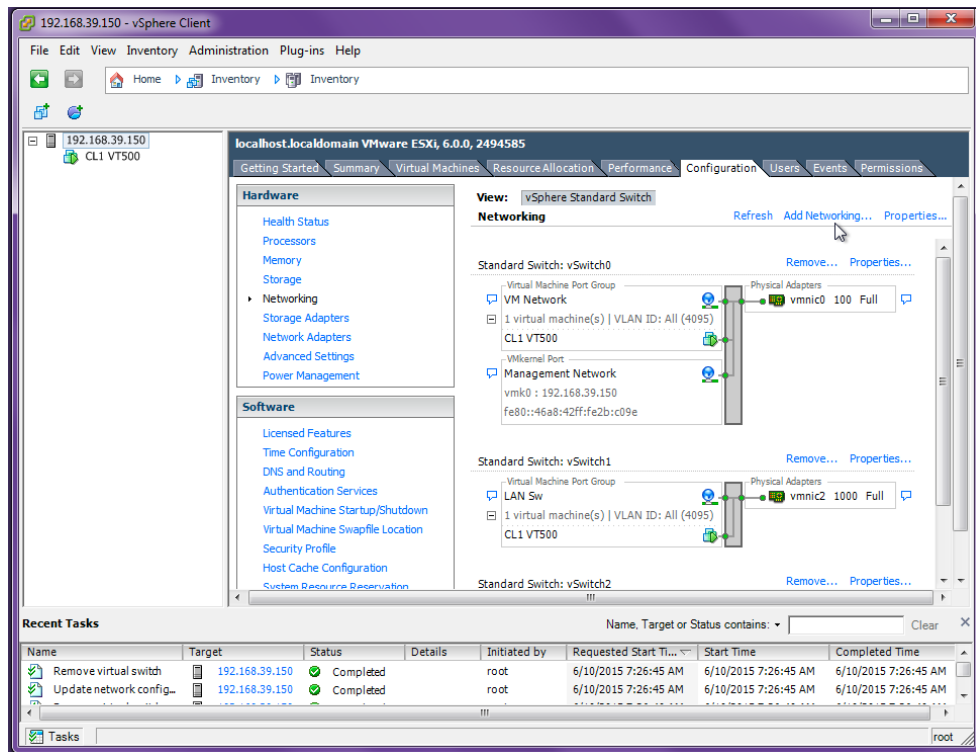 192.168.39.150 - vSphere Client
File Edit View Inventory Administration Plug-ins Help
Home Inventory Inventory
192.168.39.150
CL1 VT500
localhost.localdomain VMware ESXi, 6.0.0, 2494585
Getting Started Summary Virtual Machines Resource Allocation Performance Configuration Users Events Permissions
Hardware
Health Status
Processors
Memory
Storage
Networking
Storage Adapters
Network Adapters
Advanced Settings
Power Management
Software
Licensed Features
Time Configuration
DNS and Routing
Authentication Services
Virtual Machine Startup/Shutdown
Virtual Machine Swapfile Location
Security Profile
Host Cache Configuration
System Resource Reservation
View: vSphere Standard Switch
Networking Refresh Add Networking... Properties...
Standard Switch: vSwitch0 Remove... Properties...
Virtual Machine Port Group Physical Adapters
VM Network vmnic0 100 Full
1 virtual machine(s) | VLAN ID: All (4095)
CL1 VT500
VMkernel Port
Management Network
vmk0 : 192.168.39.150
fe80::46a8:42ff:fe2b:c09e
Standard Switch: vSwitch1 Remove... Properties...
Virtual Machine Port Group Physical Adapters
LAN Sw vmnic2 1000 Full
1 virtual machine(s) | VLAN ID: All (4095)
CL1 VT500
Standard Switch: vSwitch2 Remove... Properties...
Recent Tasks Name, Target or Status contains: Clear
Name Target Status Details Initiated by Requested Start Ti... Start Time Completed Time
Remove virtual switch 192.168.39.150 Completed root 6/10/2015 7:26:45 AM 6/10/2015 7:26:45 AM 6/10/2015 7:26:45 AM
Update network config... 192.168.39.150 Completed root 6/10/2015 7:26:45 AM 6/10/2015 7:26:45 AM 6/10/2015 7:26:45 AM
Tasks root